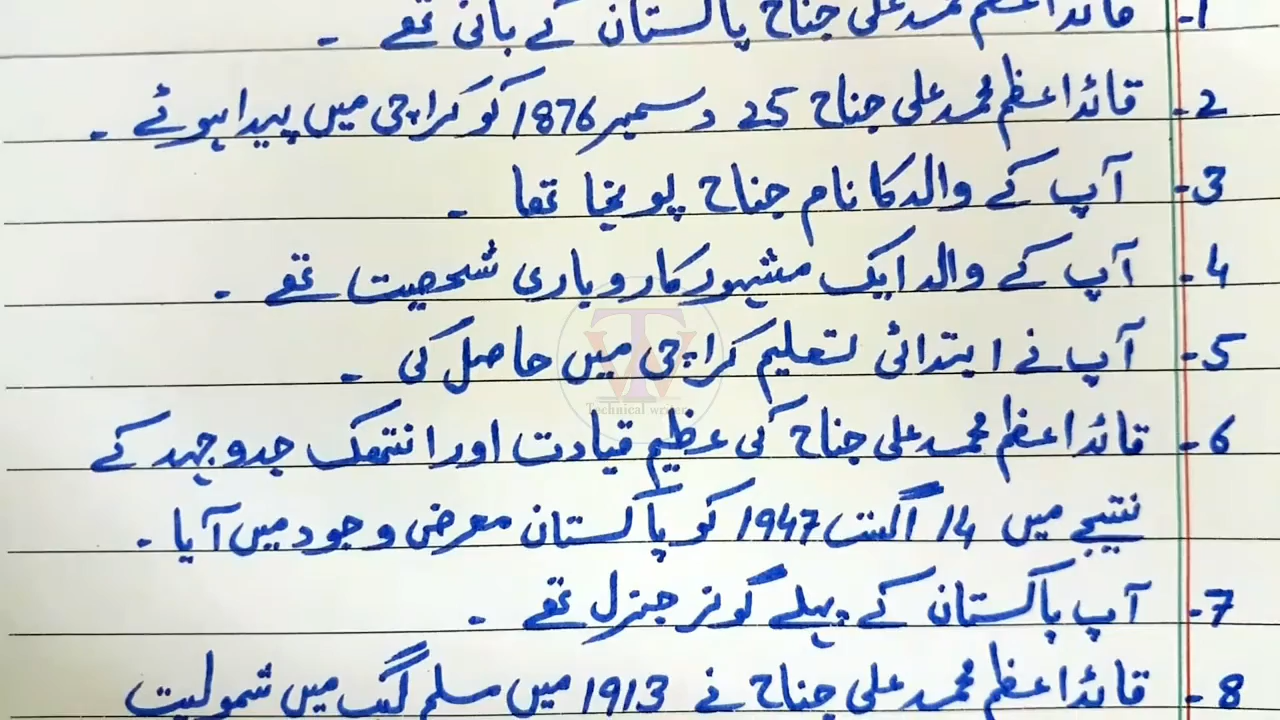 1- قائداعظم محمد علی جناح پاکستان کے بانی تھے ۔
2- قائداعظم محمد علی جناح 25 دسمبر 1876 کو کراچی میں پیدا ہوئے ۔
3- آپ کے والد کا نام جناح پونجا تھا ۔
4- آپ کے والد ایک مشہور کاروباری شخصیت تھے ۔
5- آپ نے ابتدائی تعلیم کراچی میں حاصل کی ۔
TW
Technical writer
6- قائداعظم محمد علی جناح کی عظیم قیادت اور انتھک جدوجہد کے
نتیجے میں 14 اگست 1947 کو پاکستان معرض وجود میں آیا ۔
7- آپ پاکستان کے پہلے گورنر جنرل تھے ۔
8- قائداعظم محمد علی جناح نے 1913 میں مسلم لیگ میں شمولیت